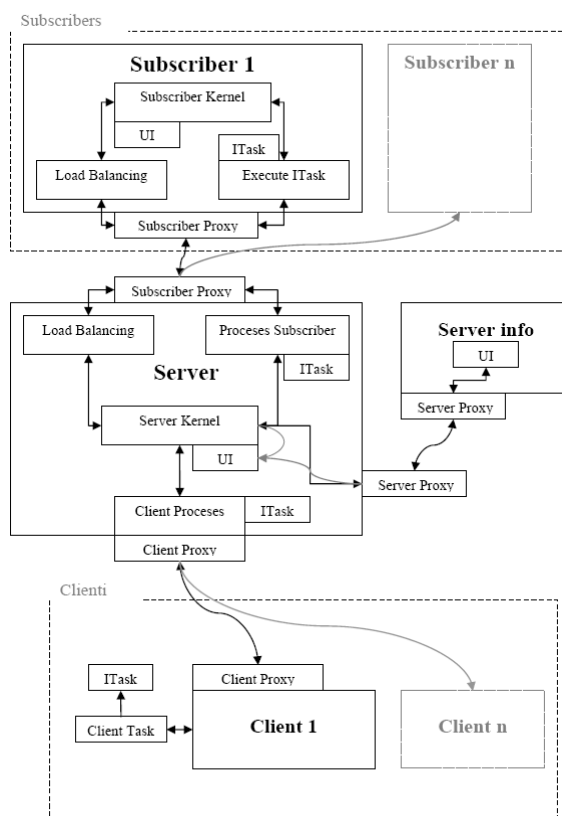 Subscribers
Subscriber 1
Subscriber n
Subscriber Kernel
UI
ITask
Load Balancing
Execute ITask
Subscriber Proxy
Subscriber Proxy
Load Balancing
Proceses Subscriber
Server info
UI
Server
ITask
Server Proxy
Server Kernel
UI
Server Proxy
Client Proceses
ITask
Client Proxy
Clienti
ITask
Client Proxy
Client Task
Client 1
Client n